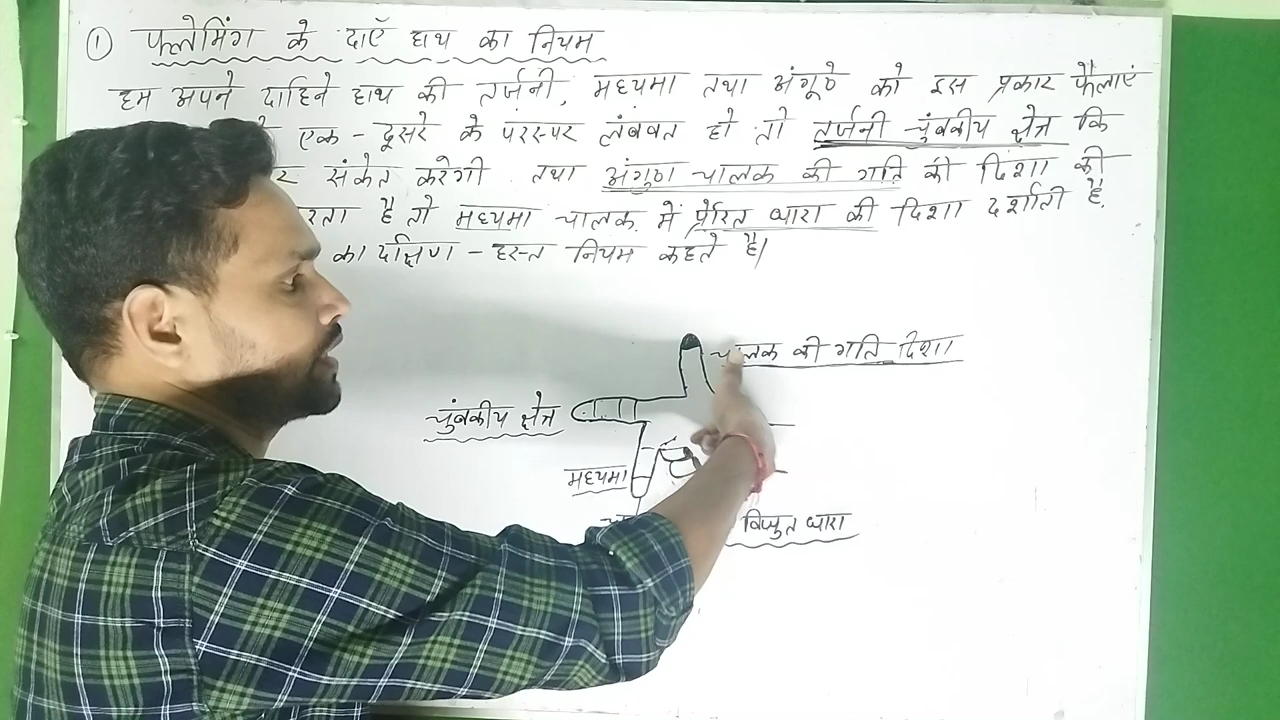 ① फ्लेमिंग के दाएँ हाथ का नियम
हम अपने दाहिने हाथ की तर्जनी, मध्यमा तथा अंगूठे को इस प्रकार फैलाएं
एक - दूसरे के परस्पर लंबवत हो तो तर्जनी चुंबकीय क्षेत्र कि
संकेत करेगी तथा अंगुठा चालक की गति की दिशा की
है तो मध्यमा चालक में प्रेरित धारा की दिशा दर्शाती है.
का दक्षिण - हस्त नियम कहते है।
चालक की गति दिशा
चुंबकीय क्षेत्र
मध्यमा
विधुत धारा